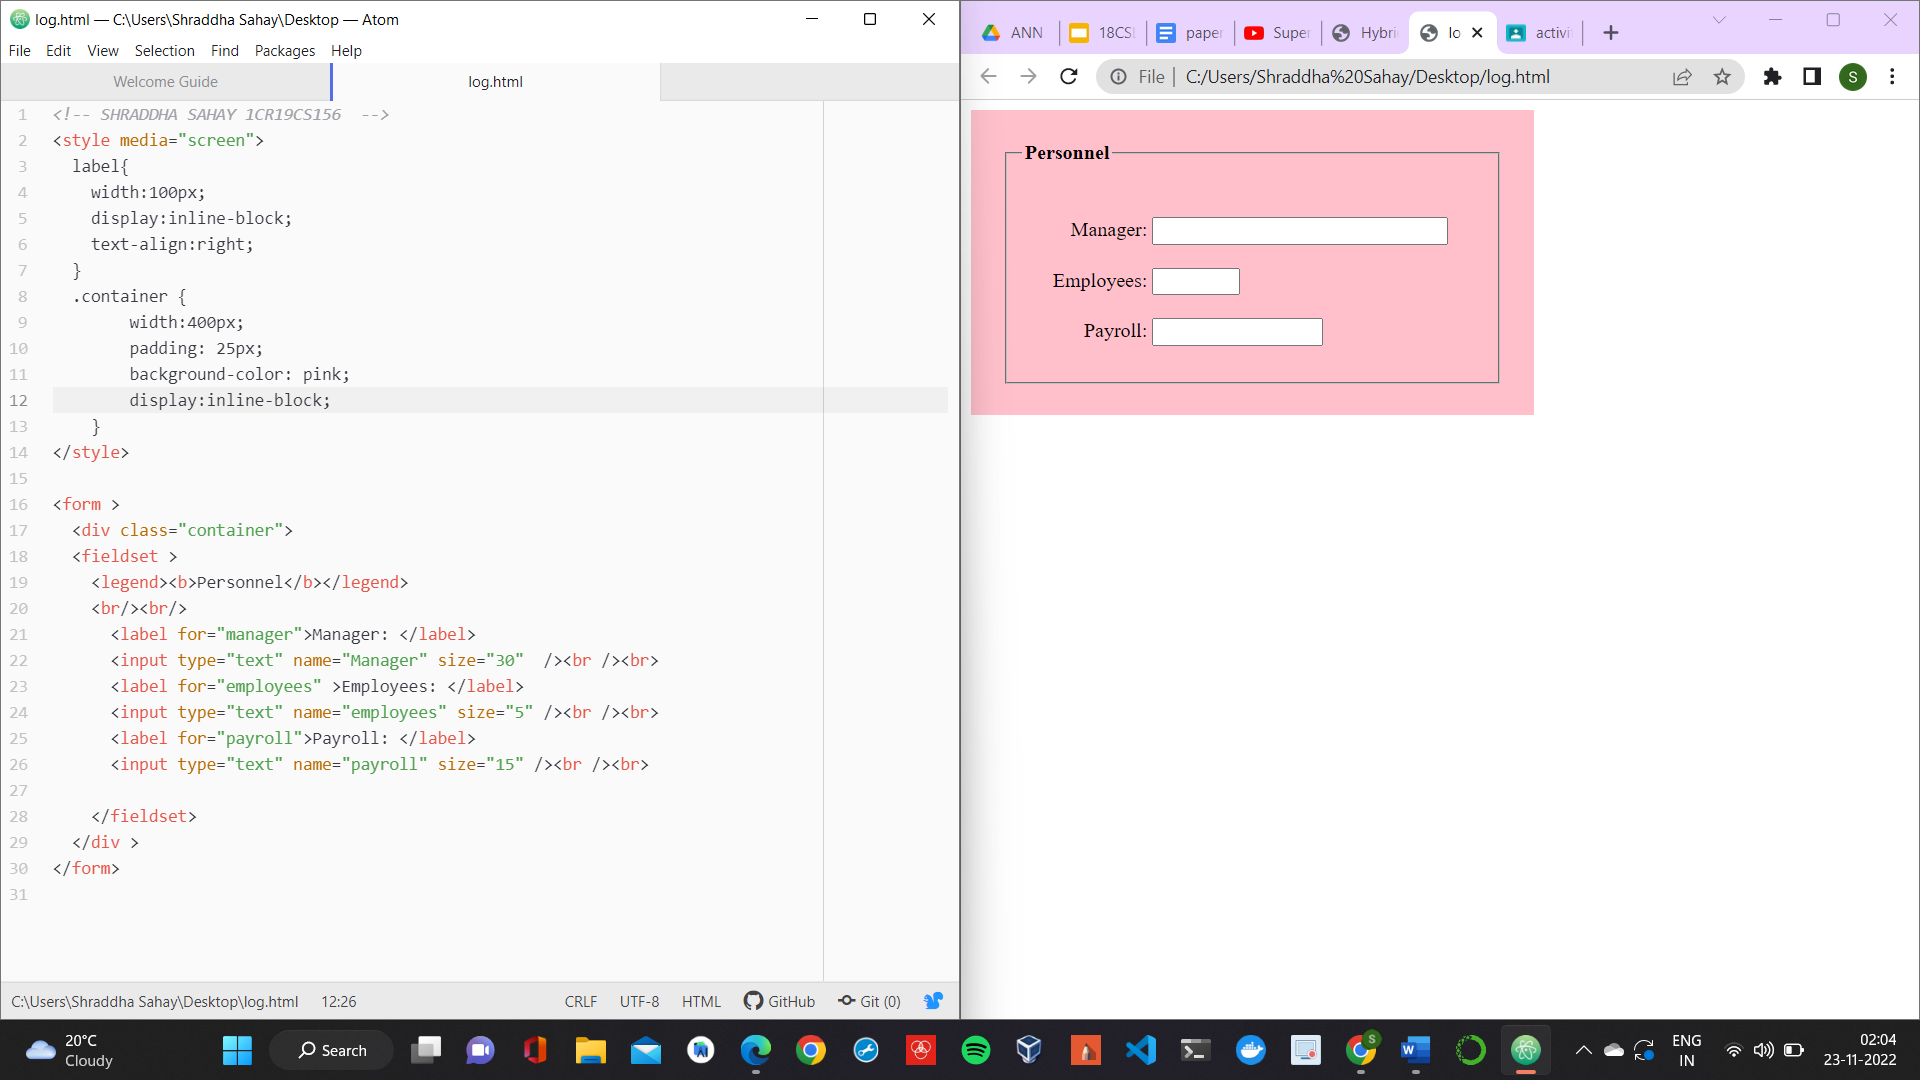 log.html — C:\Users\Shraddha Sahay\Desktop — Atom
File Edit View Selection Find Packages Help
Welcome Guide
log.html
1 <!-- SHRADDHA SAHAY 1CR19CS156  -->
2 <style media="screen">
3   label{
4     width:100px;
5     display:inline-block;
6     text-align:right;
7   }
8   .container {
9         width:400px;
10         padding: 25px;
11         background-color: pink;
12         display:inline-block;
13     }
14 </style>
15
16 <form >
17   <div class="container">
18   <fieldset >
19     <legend><b>Personnel</b></legend>
20     <br/><br/>
21       <label for="manager">Manager: </label>
22       <input type="text" name="Manager" size="30"  /><br /><br>
23       <label for="employees" >Employees: </label>
24       <input type="text" name="employees" size="5" /><br /><br>
25       <label for="payroll">Payroll: </label>
26       <input type="text" name="payroll" size="15" /><br /><br>
27
28     </fieldset>
29   </div >
30 </form>
31
C:\Users\Shraddha Sahay\Desktop\log.html 12:26 CRLF UTF-8 HTML GitHub Git (0)
ANN 18CSL paper Super Hybri lo activi
File C:/Users/Shraddha%20Sahay/Desktop/log.html S
Personnel
Manager:
Employees:
Payroll:
20°C
Cloudy
Search
S
ENG
IN
02:04
23-11-2022